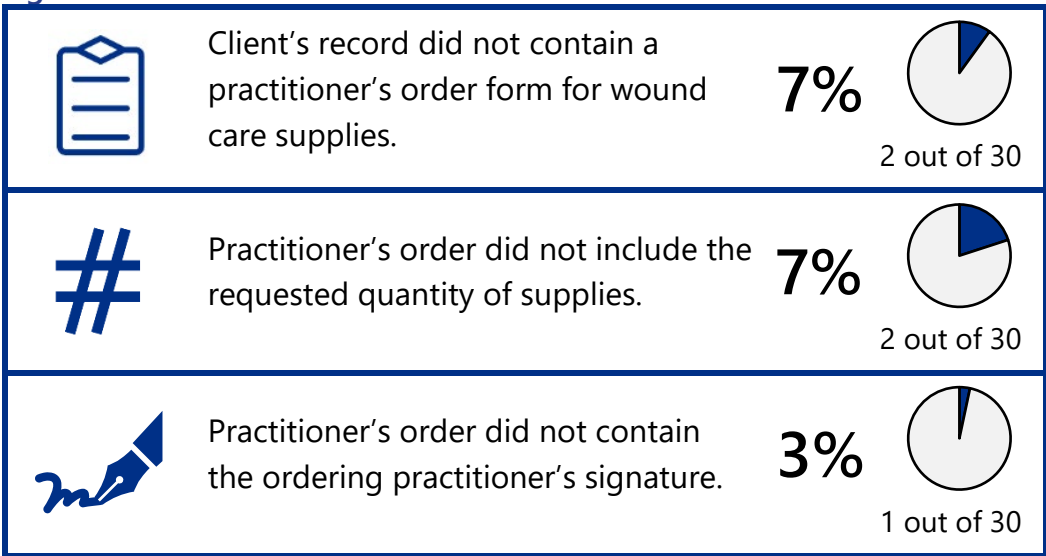 Client's record did not contain a
practitioner's order form for wound
care supplies.
7%
2 out of 30
#
Practitioner's order did not include the
requested quantity of supplies.
7%
2 out of 30
Practitioner's order did not contain
the ordering practitioner's signature.
3%
1 out of 30